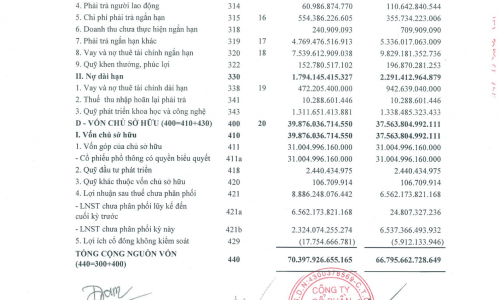 4. Phải trả người lao động 314 60.986.874.770 110.642.840.544
5. Chi phí phải trả ngắn hạn 315 16 554.386.226.605 355.734.223.006
6. Doanh thu chưa thực hiện ngắn hạn 318 240.909.093 709.909.090
7. Phải trả ngắn hạn khác 319 17 4.769.476.516.913 5.336.017.063.009
8. Vay và nợ thuê tài chính ngắn hạn 320 18 7.539.612.909.038 9.829.181.352.736
9. Quỹ khen thưởng, phúc lợi 322 152.780.517.102 196.870.281.253
II. Nợ dài hạn 330 1.794.145.415.327 2.291.412.964.879
1. Vay và nợ thuê tài chính dài hạn 338 19 472.205.400.000 942.639.040.000
2. Thuế thu nhập hoãn lại phải trả 341 10.288.601.446 10.288.601.446
3. Quỹ phát triển khoa học và công nghệ 343 1.311.651.413.881 1.338.485.323.433
D - VỐN CHỦ SỞ HỮU (400=410+430) 400 20 39.876.036.714.550 37.563.804.992.111
I. Vốn chủ sở hữu 410 39.876.036.714.550 37.563.804.992.111
1. Vốn góp của chủ sở hữu 411 31.004.996.160.000 31.004.996.160.000
- Cổ phiếu phổ thông có quyền biểu quyết 411a 31.004.996.160.000 31.004.996.160.000
2. Quỹ đầu tư phát triển 418 2.440.434.975 2.440.434.975
3. Quỹ khác thuộc vốn chủ sở hữu 420 106.709.914 106.709.914
4. Lợi nhuận sau thuế chưa phân phối 421 8.886.248.076.442 6.562.173.821.168
- LNST chưa phân phối lũy kế đến
cuối kỳ trước 421a 6.562.173.821.168 24.807.327.236
- LNST chưa phân phối kỳ này 421b 2.324.074.255.274 6.537.366.493.932
5. Lợi ích cổ đông không kiểm soát 429 (17.754.666.781) (5.912.133.946)
TỔNG CỘNG NGUỒN VỐN
(440=300+400) 440 70.397.926.655.165 66.795.662.728.649
CÔNG TY